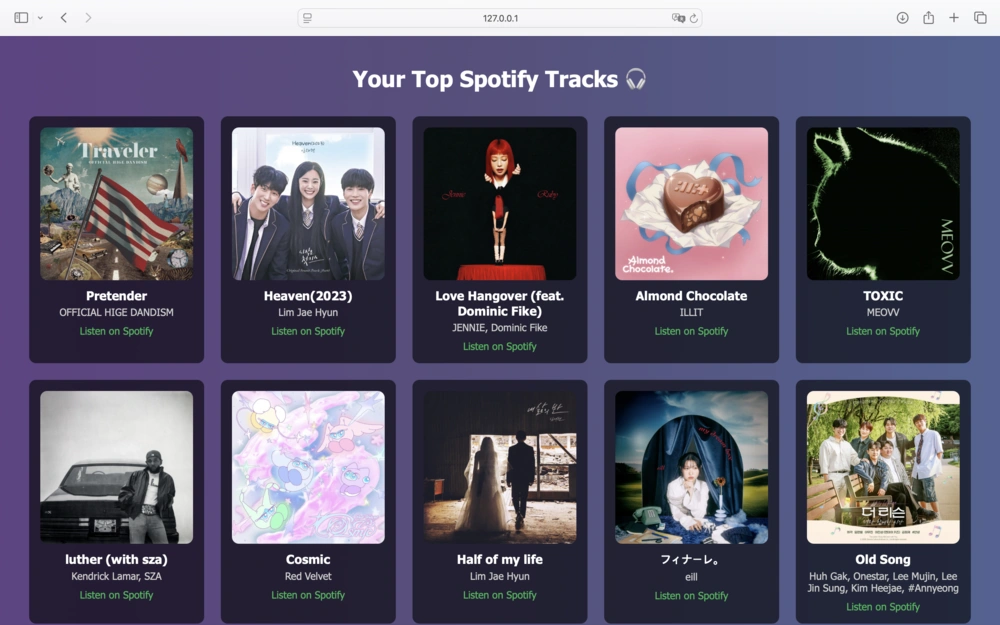 127.0.0.1
Your Top Spotify Tracks 🎧
Traveler
OFFICIAL HIGE DANDISM
Pretender
OFFICIAL HIGE DANDISM
Listen on Spotify
Heaven(2023)
Lim Jae Hyun
Listen on Spotify
Jennie
Ruby
Love Hangover (feat.
Dominic Fike)
JENNIE, Dominic Fike
Listen on Spotify
Almond
Chocolate.
Almond Chocolate
ILLIT
Listen on Spotify
MEOVV
TOXIC
MEOVV
Listen on Spotify
luther (with sza)
Kendrick Lamar, SZA
Listen on Spotify
Cosmic
Red Velvet
Listen on Spotify
Half of my life
Lim Jae Hyun
Listen on Spotify
フィナーレ。
eill
Listen on Spotify
더 리슨
Old Song
Huh Gak, Onestar, Lee Mujin, Lee
Jin Sung, Kim Heejae, #Annyeong
Listen on Spotify